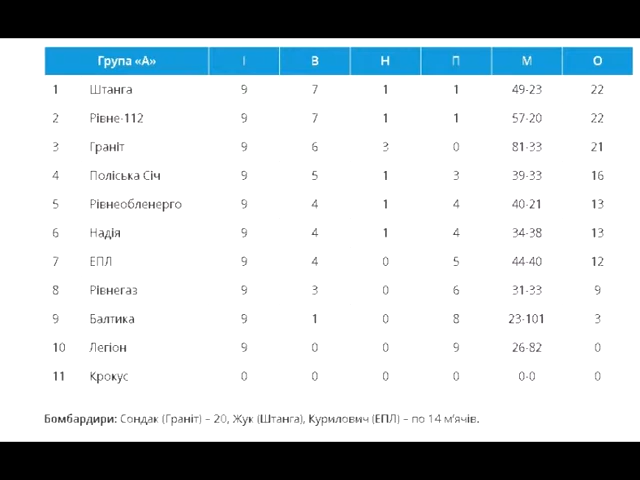 Група «А» І В Н П М О
1 Штанга 9 7 1 1 49-23 22
2 Рівне-112 9 7 1 1 57-20 22
3 Граніт 9 6 3 0 81-33 21
4 Поліська Січ 9 5 1 3 39-33 16
5 Рівнеобленерго 9 4 1 4 40-21 13
6 Надія 9 4 1 4 34-38 13
7 ЕПЛ 9 4 0 5 44-40 12
8 Рівнегаз 9 3 0 6 31-33 9
9 Балтика 9 1 0 8 23-101 3
10 Легіон 9 0 0 9 26-82 0
11 Крокус 0 0 0 0 0-0 0
Бомбардири: Сондак (Граніт) – 20, Жук (Штанга), Курилович (ЕПЛ) – по 14 м'ячів.